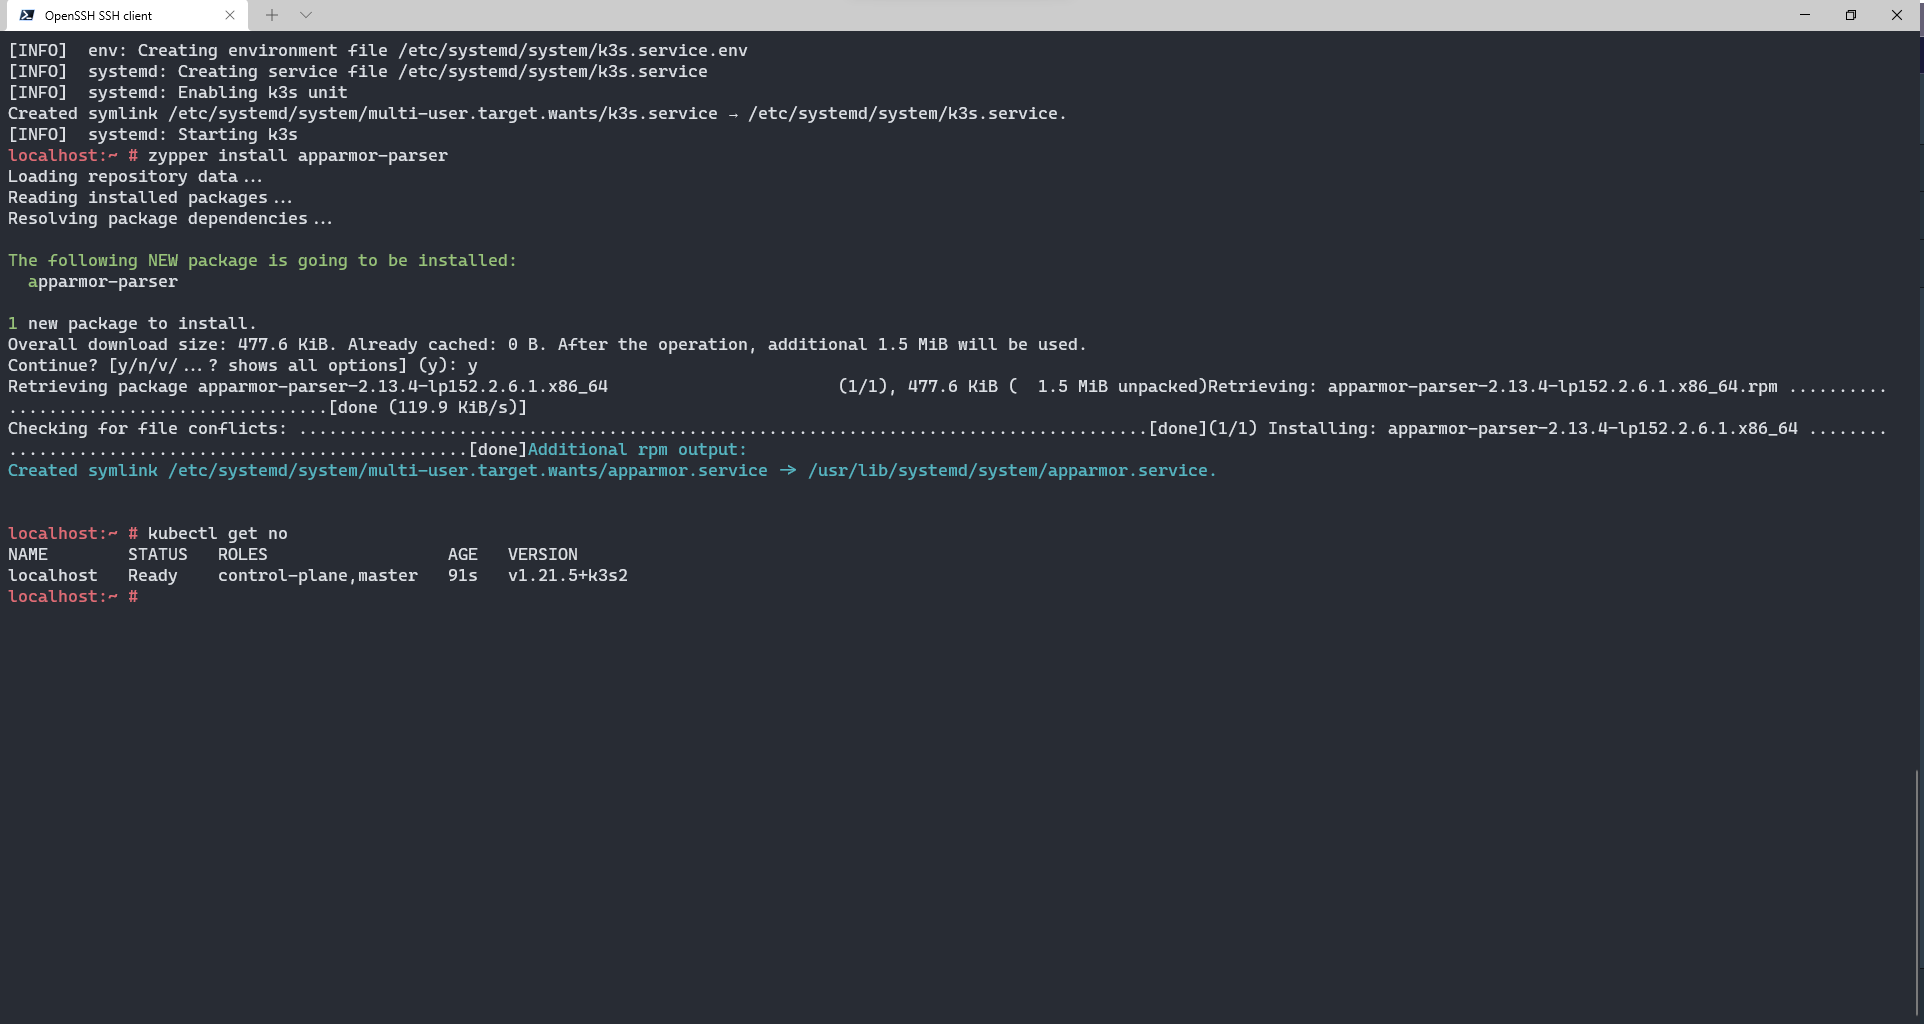 OpenSSH SSH client
[INFO]  env: Creating environment file /etc/systemd/system/k3s.service.env
[INFO]  systemd: Creating service file /etc/systemd/system/k3s.service
[INFO]  systemd: Enabling k3s unit
Created symlink /etc/systemd/system/multi-user.target.wants/k3s.service → /etc/systemd/system/k3s.service.
[INFO]  systemd: Starting k3s
localhost:~ # zypper install apparmor-parser
Loading repository data...
Reading installed packages...
Resolving package dependencies...
The following NEW package is going to be installed:
  apparmor-parser
1 new package to install.
Overall download size: 477.6 KiB. Already cached: 0 B. After the operation, additional 1.5 MiB will be used.
Continue? [y/n/v/...? shows all options] (y): y
Retrieving package apparmor-parser-2.13.4-lp152.2.6.1.x86_64                       (1/1), 477.6 KiB (  1.5 MiB unpacked)Retrieving: apparmor-parser-2.13.4-lp152.2.6.1.x86_64.rpm ..........
................................[done (119.9 KiB/s)]
Checking for file conflicts: .....................................................................................[done](1/1) Installing: apparmor-parser-2.13.4-lp152.2.6.1.x86_64 ........
..............................................[done]Additional rpm output:
Created symlink /etc/systemd/system/multi-user.target.wants/apparmor.service → /usr/lib/systemd/system/apparmor.service.
localhost:~ # kubectl get no
NAME        STATUS   ROLES                  AGE   VERSION
localhost   Ready    control-plane,master   91s   v1.21.5+k3s2
localhost:~ #